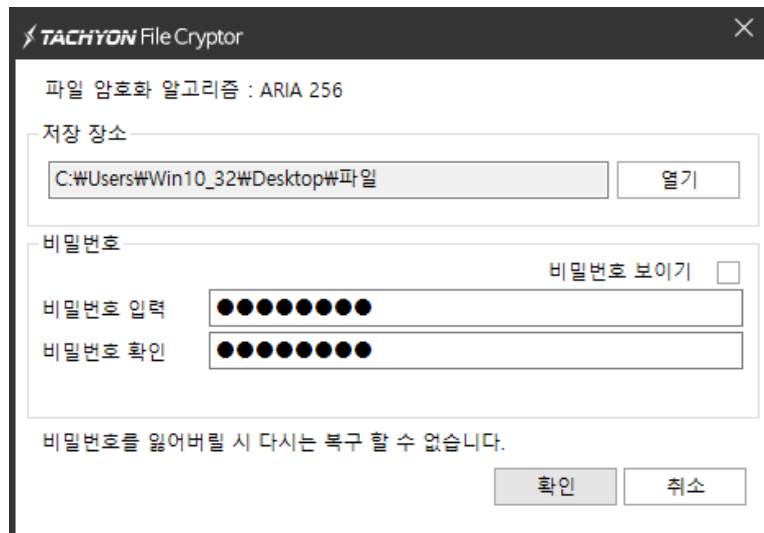 TACHYON File Cryptor
파일 암호화 알고리즘 : ARIA 256
저장 장소
C:₩Users₩Win10_32₩Desktop₩파일 열기
비밀번호
비밀번호 보이기
비밀번호 입력 ●●●●●●●●
비밀번호 확인 ●●●●●●●●
비밀번호를 잃어버릴 시 다시는 복구 할 수 없습니다.
확인 취소